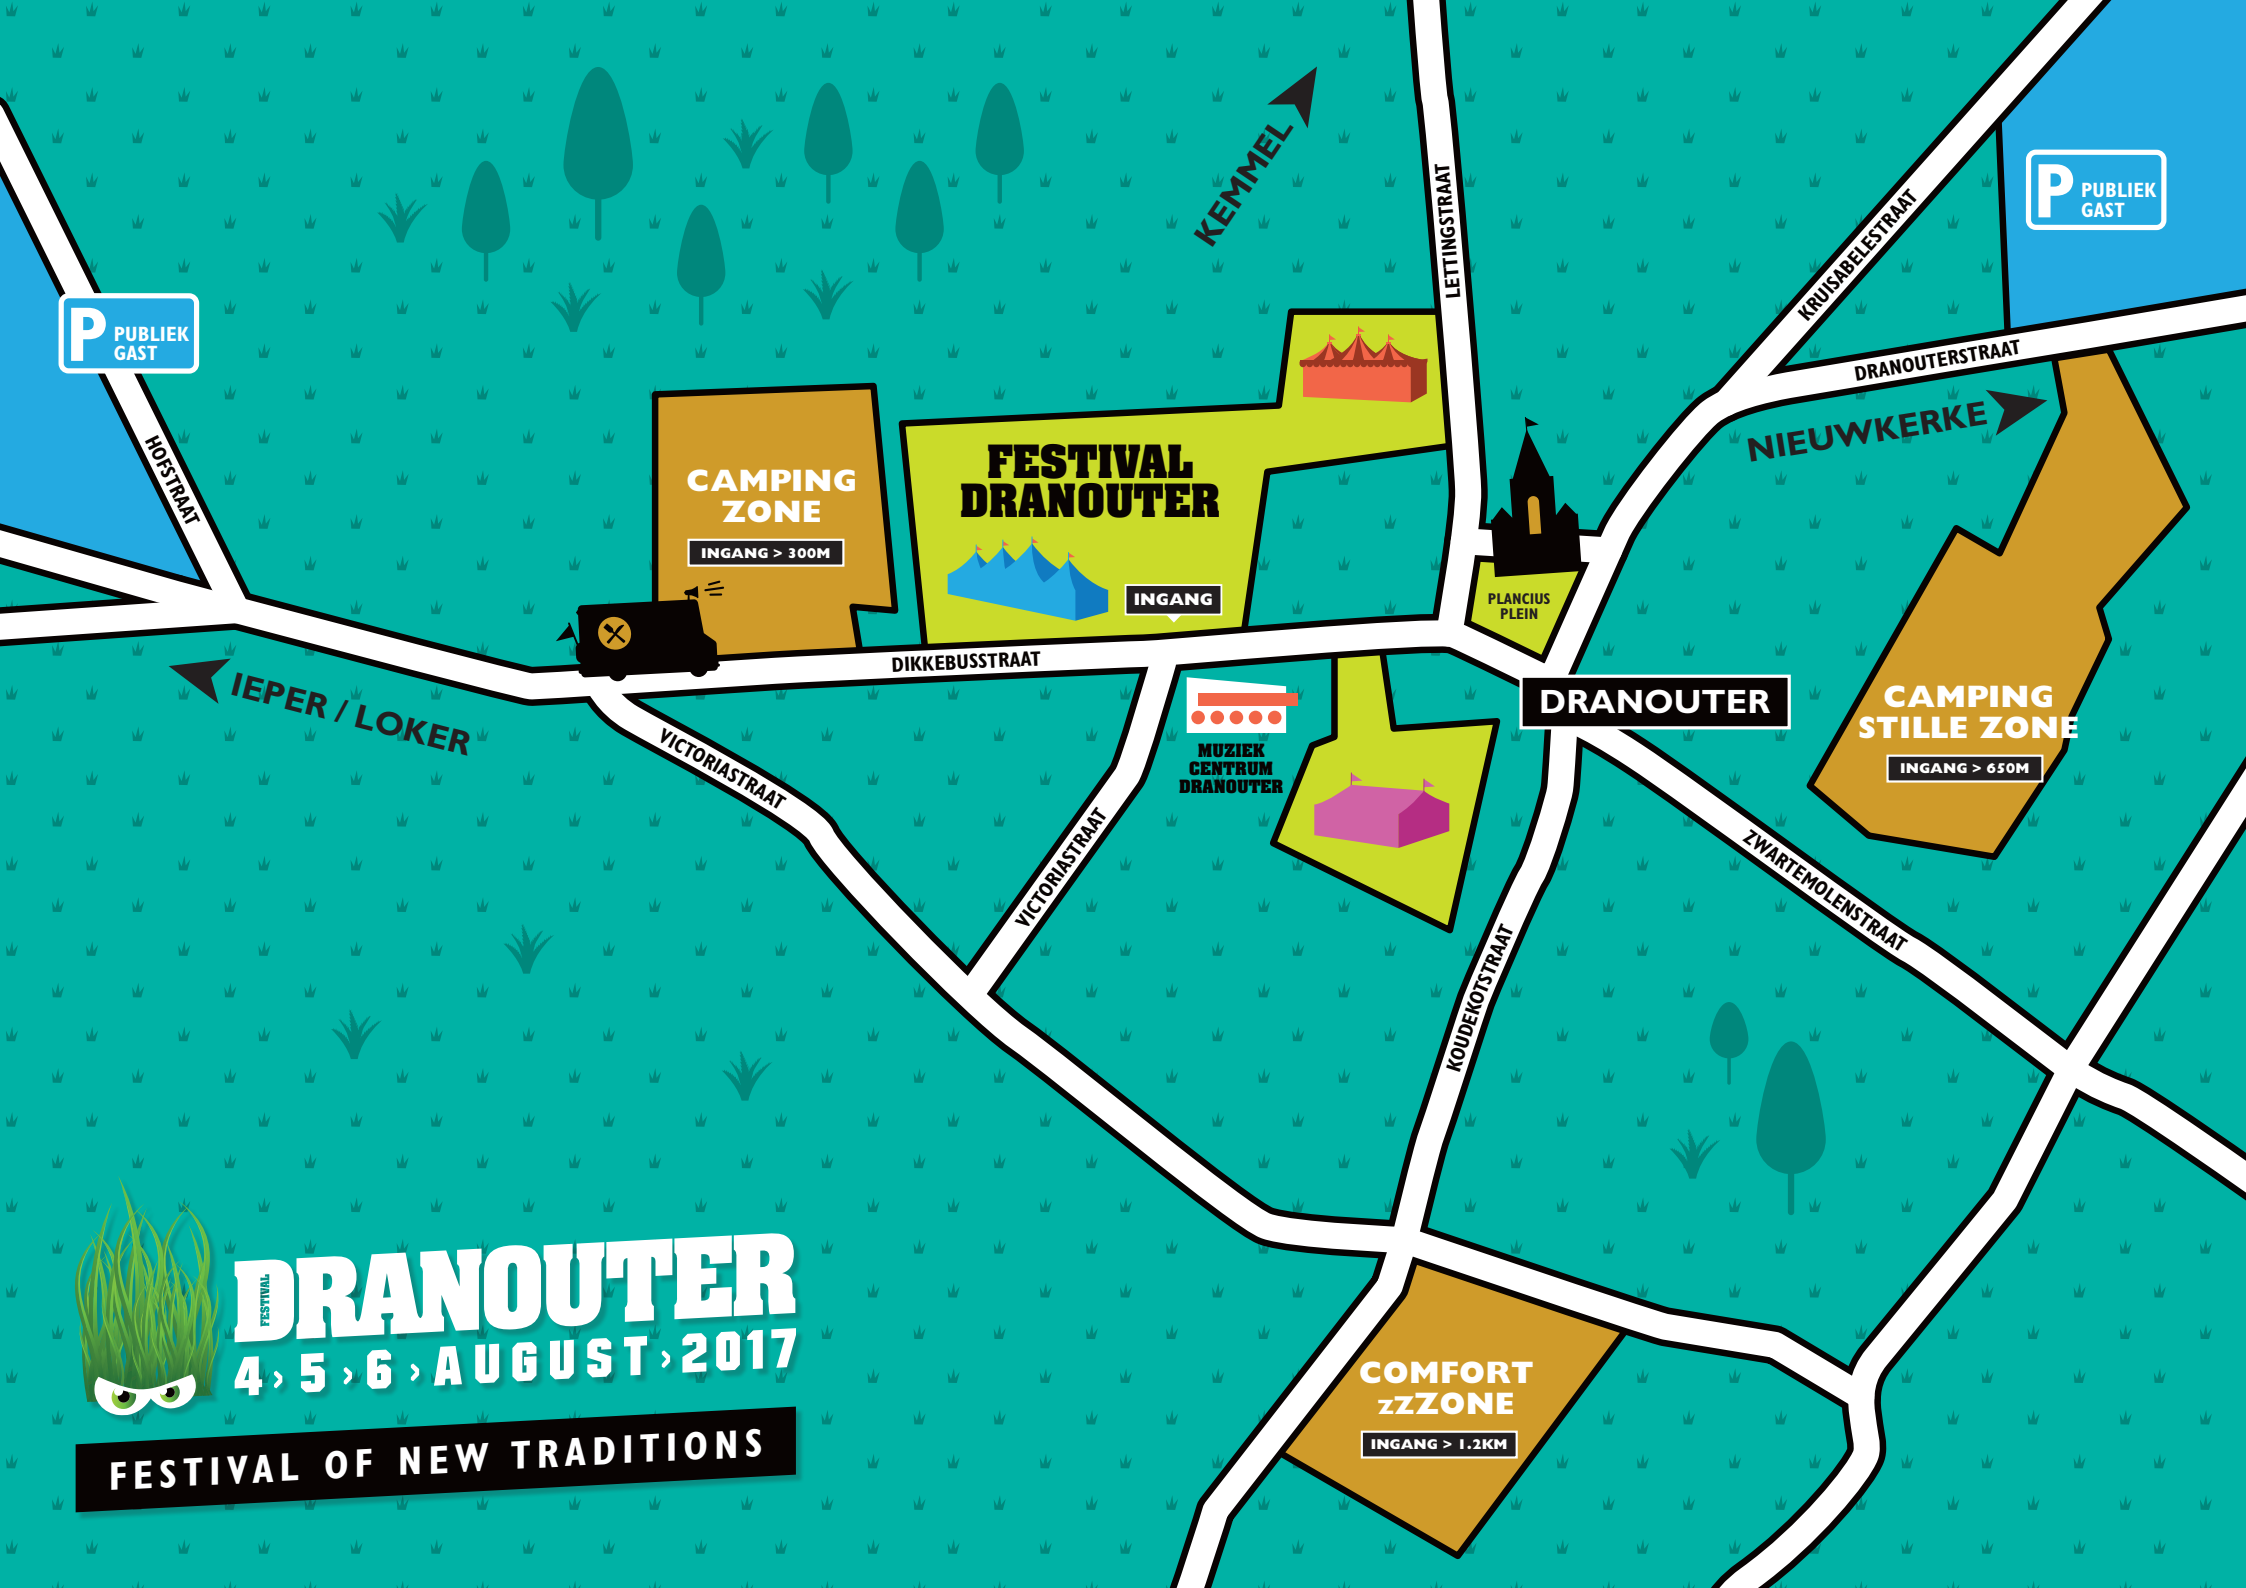 KEMMEL
LETTINGSTRAAT
KRUISABELESTRAAT
P PUBLIEK
GAST
P PUBLIEK
GAST
HOFSTRAAT
DRANOUTERSTRAAT
NIEUWKERKE
CAMPING
ZONE
INGANG > 300M
FESTIVAL
DRANOUTER
INGANG
PLANCIUS
PLEIN
DIKKEBUSSTRAAT
IEPER / LOKER
DRANOUTER
CAMPING
STILLE ZONE
INGANG > 650M
MUZIEK
CENTRUM
DRANOUTER
VICTORIASTRAAT
VICTORIASTRAAT
ZWARTEMOLENSTRAAT
KOUDEKOTSTRAAT
FESTIVAL
DRANOUTER
4 > 5 > 6 > AUGUST > 2017
FESTIVAL OF NEW TRADITIONS
COMFORT
zzZONE
INGANG > 1.2KM